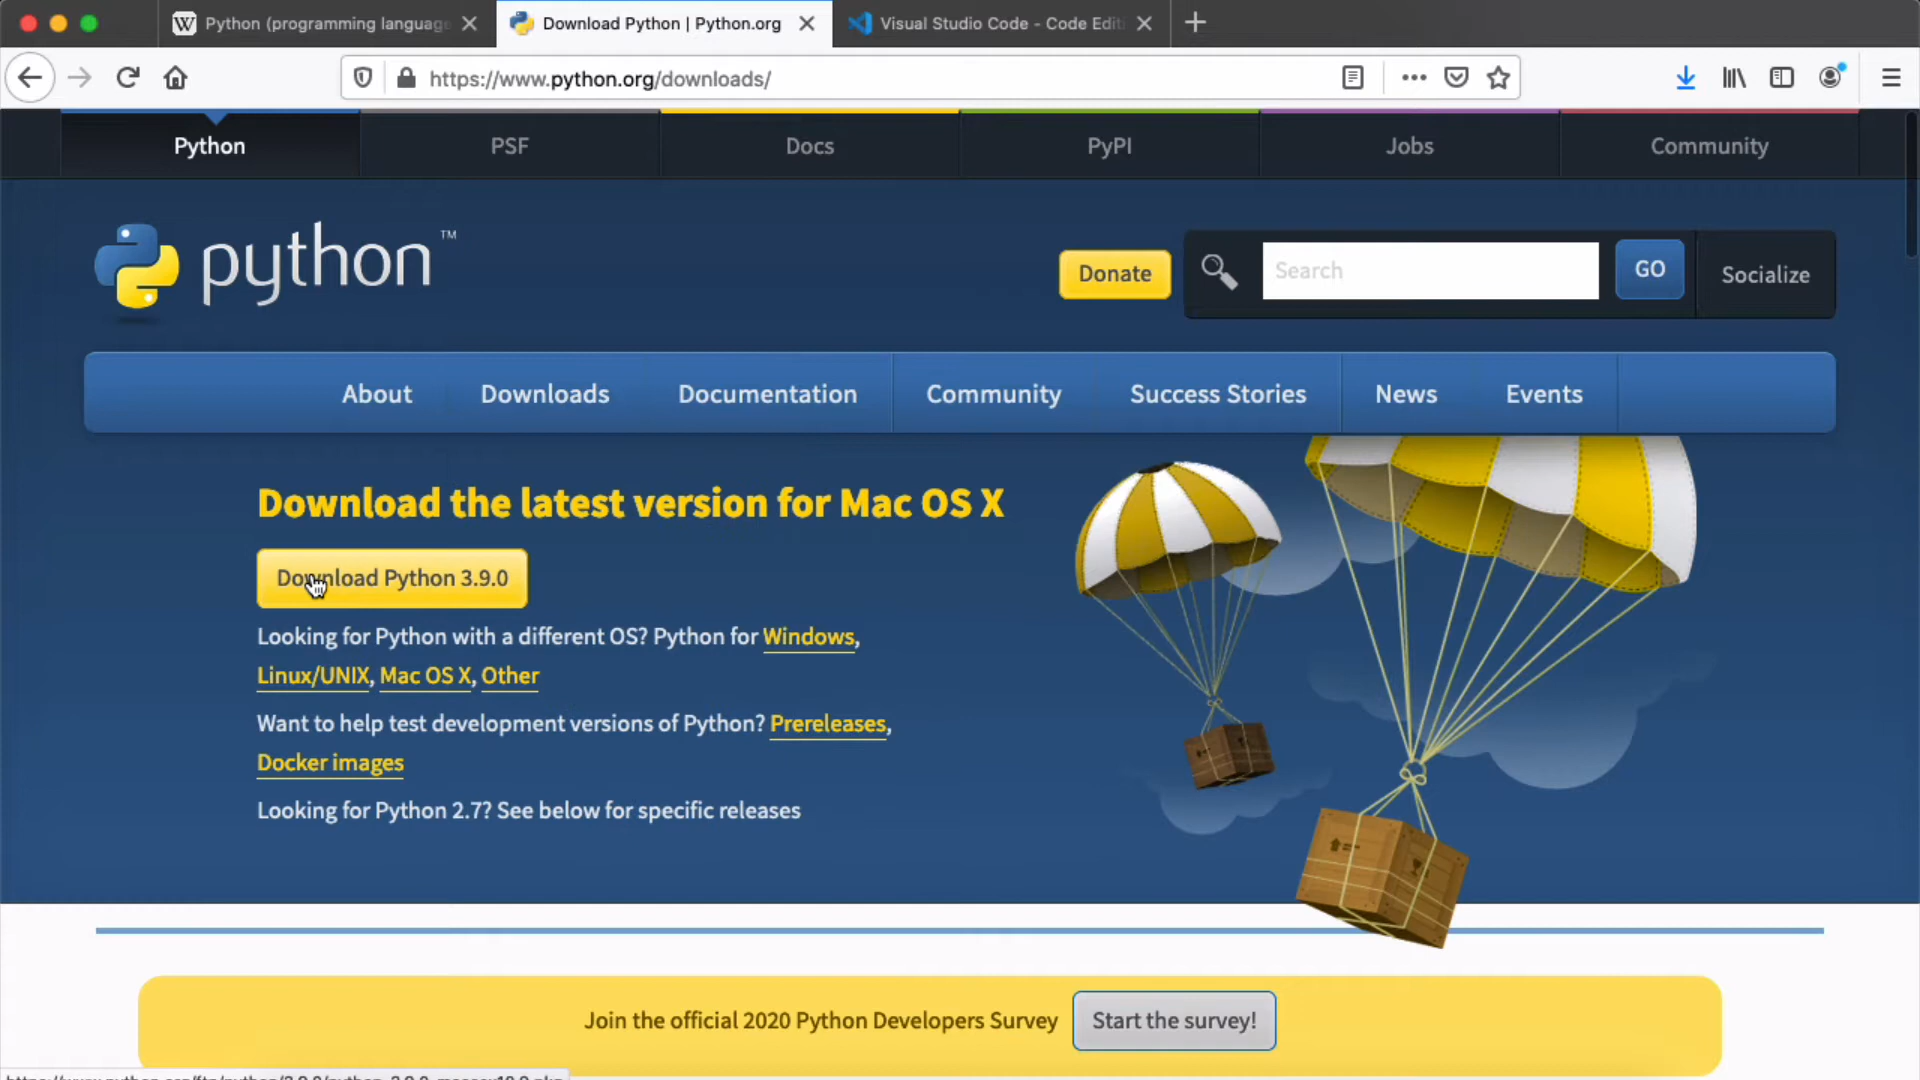 Python (programming language
Download Python | Python.org
Visual Studio Code - Code Edit
https://www.python.org/downloads/
Python
PSF
Docs
PyPI
Jobs
Community
python™
Donate
Search
GO
Socialize
About
Downloads
Documentation
Community
Success Stories
News
Events
Download the latest version for Mac OS X
Download Python 3.9.0
Looking for Python with a different OS? Python for Windows,
Linux/UNIX, Mac OS X, Other
Want to help test development versions of Python? Prereleases,
Docker images
Looking for Python 2.7? See below for specific releases
Join the official 2020 Python Developers Survey
Start the survey!